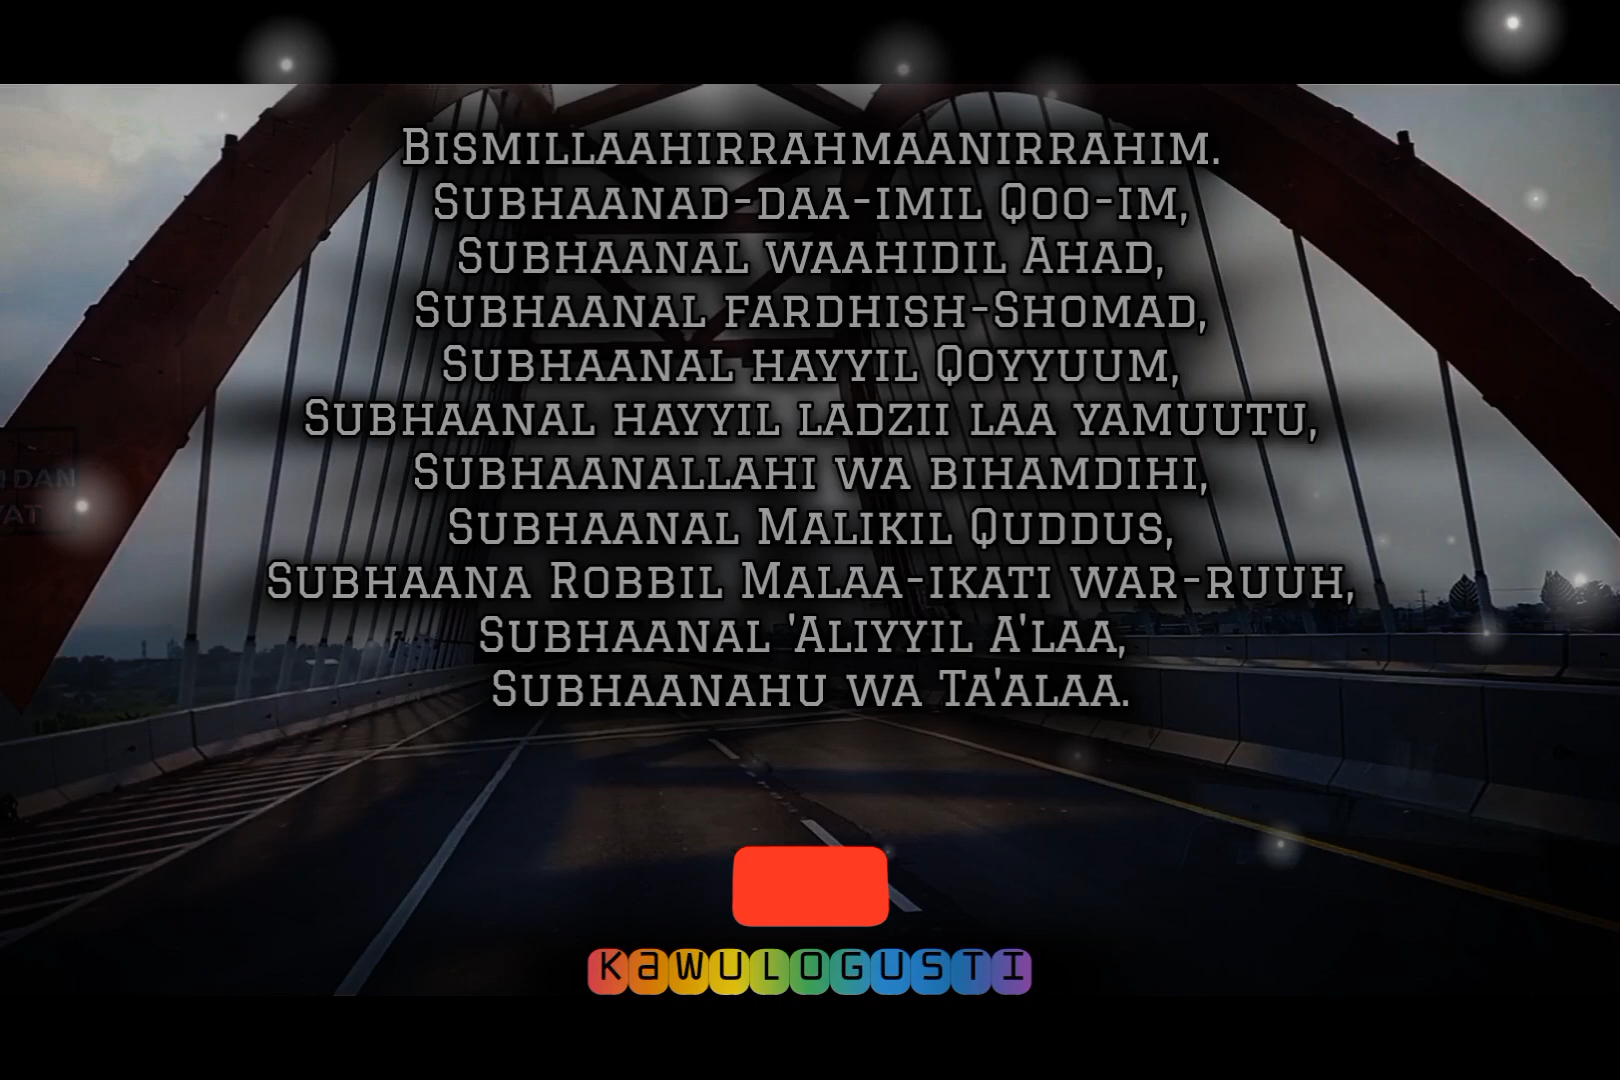 Bismillaahirrahmaanirrahim.
Subhaanad-daa-imil Qoo-im,
Subhaanal waahidil Ahad,
Subhaanal fardhish-Shomad,
Subhaanal hayyil Qoyyuum,
Subhaanal hayyil ladzii laa yamuutu,
Subhaanallahi wa bihamdihi,
Subhaanal Malikil Quddus,
Subhaana Robbil Malaa-ikati war-ruuh,
Subhaanal 'Aliyyil A'laa,
Subhaanahu wa Ta'alaa.
DAN
KaWULOGUSTI